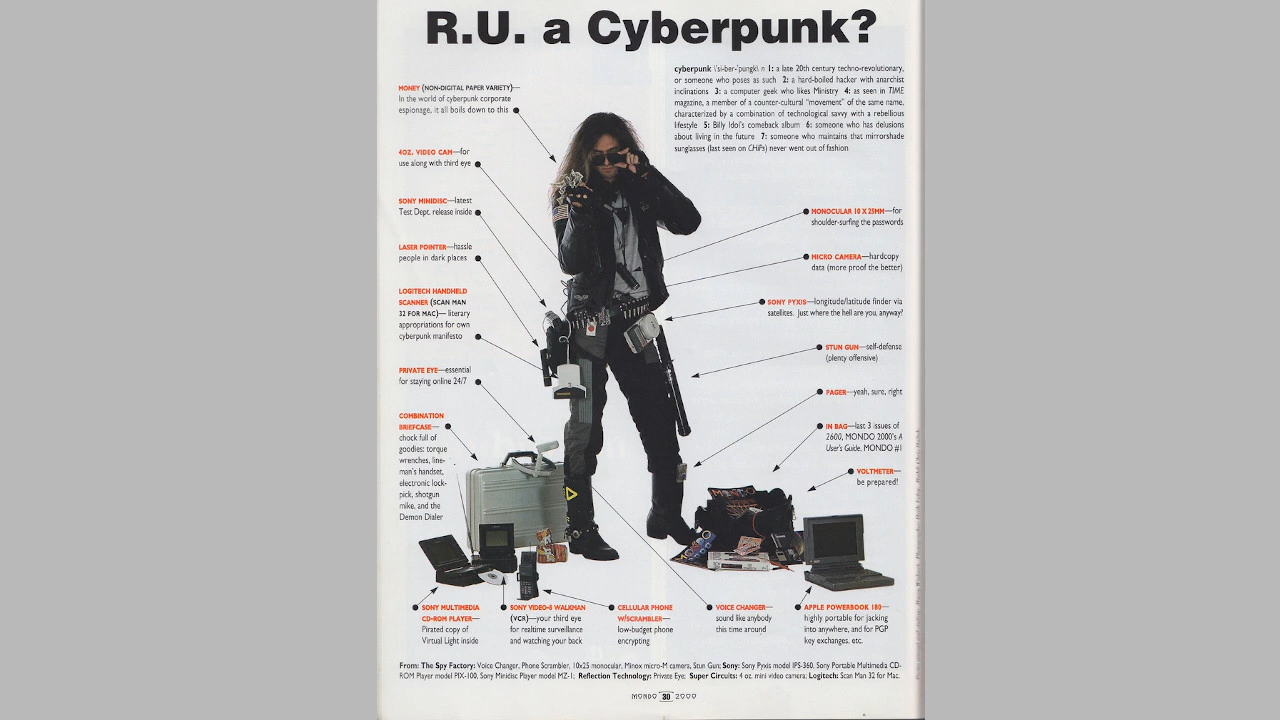 R.U. a Cyberpunk?
cyberpunk \'si-ber-'pungk\ n 1: a late 20th century techno-revolutionary,
or someone who poses as such 2: a hard-boiled hacker with anarchist
inclinations 3: a computer geek who likes Ministry 4: as seen in TIME
magazine, a member of a counter-cultural "movement" of the same name,
characterized by a combination of technological savvy with a rebellious
lifestyle 5: Billy Idol's comeback album 6: someone who has delusions
about living in the future 7: someone who maintains that mirrorshade
sunglasses (last seen on CHiPs) never went out of fashion
MONEY (NON-DIGITAL PAPER VARIETY)—
In the world of cyberpunk corporate
espionage, it all boils down to this
4OZ. VIDEO CAM—for
use along with third eye
SONY MINIDISC—latest
Test Dept. release inside
LASER POINTER—hassle
people in dark places
LOGITECH HANDHELD
SCANNER (SCAN MAN
32 FOR MAC)— literary
appropriations for own
cyberpunk manifesto
PRIVATE EYE—essential
for staying online 24/7
COMBINATION
BRIEFCASE—
chock full of
goodies: torque
wrenches, line-
man's handset,
electronic lock-
pick, shotgun
mike, and the
Demon Dialer
MONOCULAR 10 X 25MM—for
shoulder-surfing the passwords
MICRO CAMERA—hardcopy
data (more proof the better)
SONY PYXIS—longitude/latitude finder via
satellites. Just where the hell are you, anyway?
STUN GUN—self-defense
(plenty offensive)
PAGER—yeah, sure, right
IN BAG—last 3 issues of
2600, MONDO 2000's A
User's Guide, MONDO #1
VOLTMETER—
be prepared!
MONDO
MONDO
SONY MULTIMEDIA
CD-ROM PLAYER—
Pirated copy of
Virtual Light inside
SONY VIDEO-8 WALKMAN
(VCR)—your third eye
for realtime surveillance
and watching your back
CELLULAR PHONE
W/SCRAMBLER—
low-budget phone
encrypting
VOICE CHANGER—
sound like anybody
this time around
APPLE POWERBOOK 180—
highly portable for jacking
into anywhere, and for PGP
key exchanges, etc.
From: The Spy Factory: Voice Changer, Phone Scrambler, 10x25 monocular, Minox micro-M camera, Stun Gun; Sony: Sony Pyxis model IPS-360, Sony Portable Multimedia CD-
ROM Player model PIX-100, Sony Minidisc Player model MZ-1; Reflection Technology: Private Eye; Super Circuits: 4 oz. mini video camera; Logitech: Scan Man 32 for Mac.
MONDO 30 2000